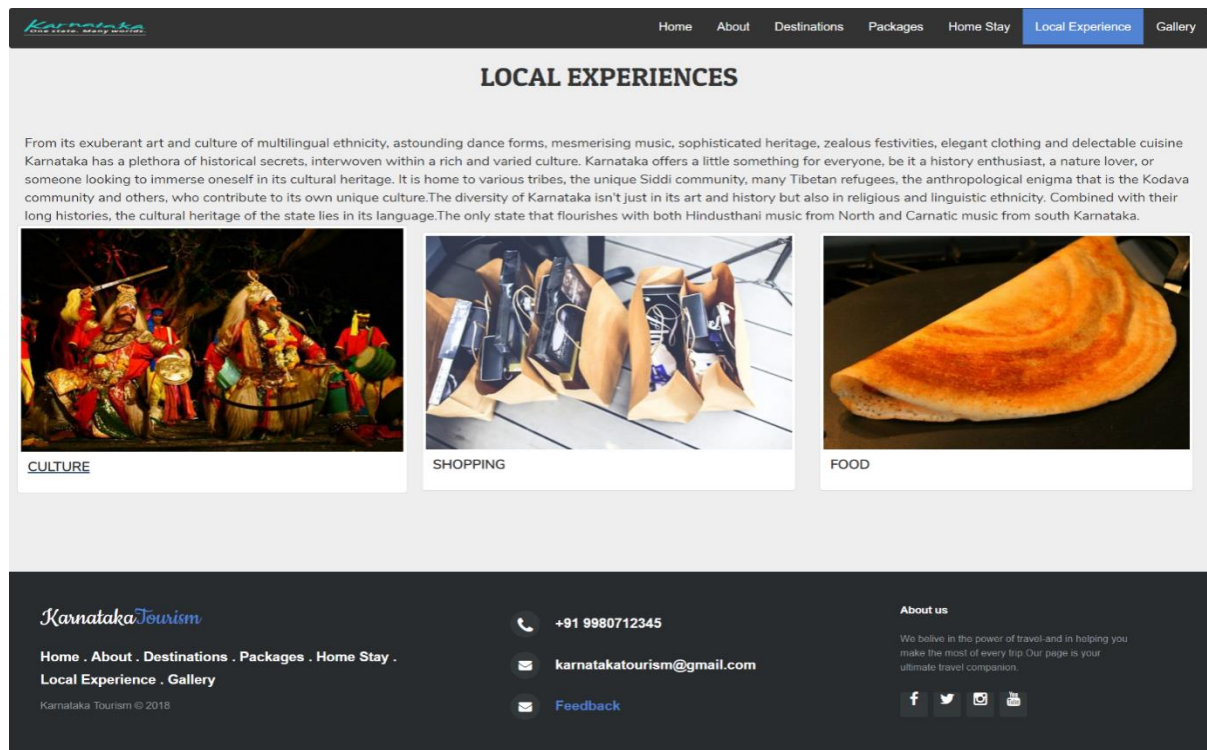 Karnataka
One state. Many worlds.
Home About Destinations Packages Home Stay Local Experience Gallery
LOCAL EXPERIENCES
From its exuberant art and culture of multilingual ethnicity, astounding dance forms, mesmerising music, sophisticated heritage, zealous festivities, elegant clothing and delectable cuisine
Karnataka has a plethora of historical secrets, interwoven within a rich and varied culture. Karnataka offers a little something for everyone, be it a history enthusiast, a nature lover, or
someone looking to immerse oneself in its cultural heritage. It is home to various tribes, the unique Siddi community, many Tibetan refugees, the anthropological enigma that is the Kodava
community and others, who contribute to its own unique culture.The diversity of Karnataka isn't just in its art and history but also in religious and linguistic ethnicity. Combined with their
long histories, the cultural heritage of the state lies in its language.The only state that flourishes with both Hindusthani music from North and Carnatic music from south Karnataka.
CULTURE
SHOPPING
FOOD
KarnatakaTourism
Home . About . Destinations . Packages . Home Stay .
Local Experience . Gallery
Karnataka Tourism © 2018
+91 9980712345
karnatakatourism@gmail.com
Feedback
About us
We belive in the power of travel-and in helping you
make the most of every trip Our page is your
ultimate travel companion.
You
Tube